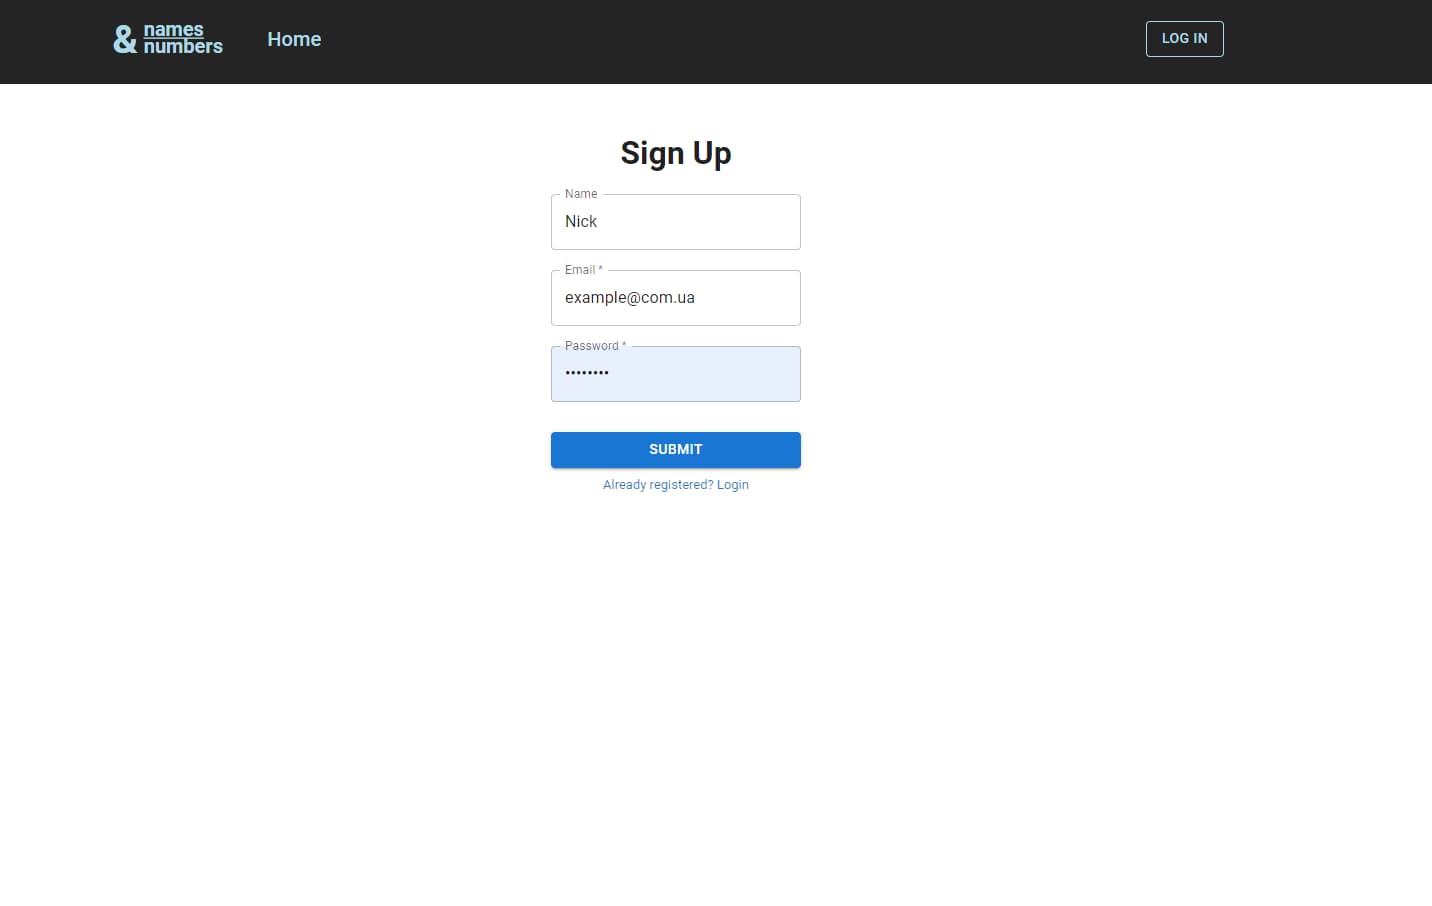 & names
numbers
Home
LOG IN
Sign Up
Name
Nick
Email *
example@com.ua
Password *
••••••••
SUBMIT
Already registered? Login